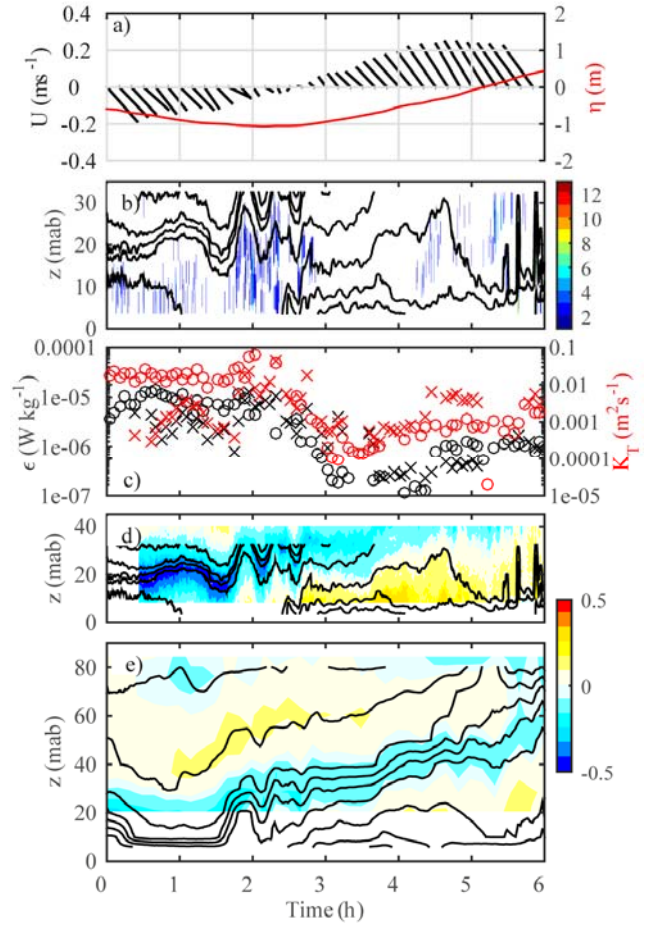 a)
0.4
0.2
0
-0.2
-0.4
U (ms⁻¹)
2
1
0
-1
-2
η (m)
b)
30
20
10
0
z (mab)
12
10
8
6
4
2
c)
0.0001
1e-05
1e-06
1e-07
ϵ (W kg⁻¹)
0.1
0.01
0.001
0.0001
1e-05
K_T (m²s⁻¹)
d)
40
20
0
z (mab)
e)
80
60
40
20
0
z (mab)
0.5
0
-0.5
0 1 2 3 4 5 6
Time (h)